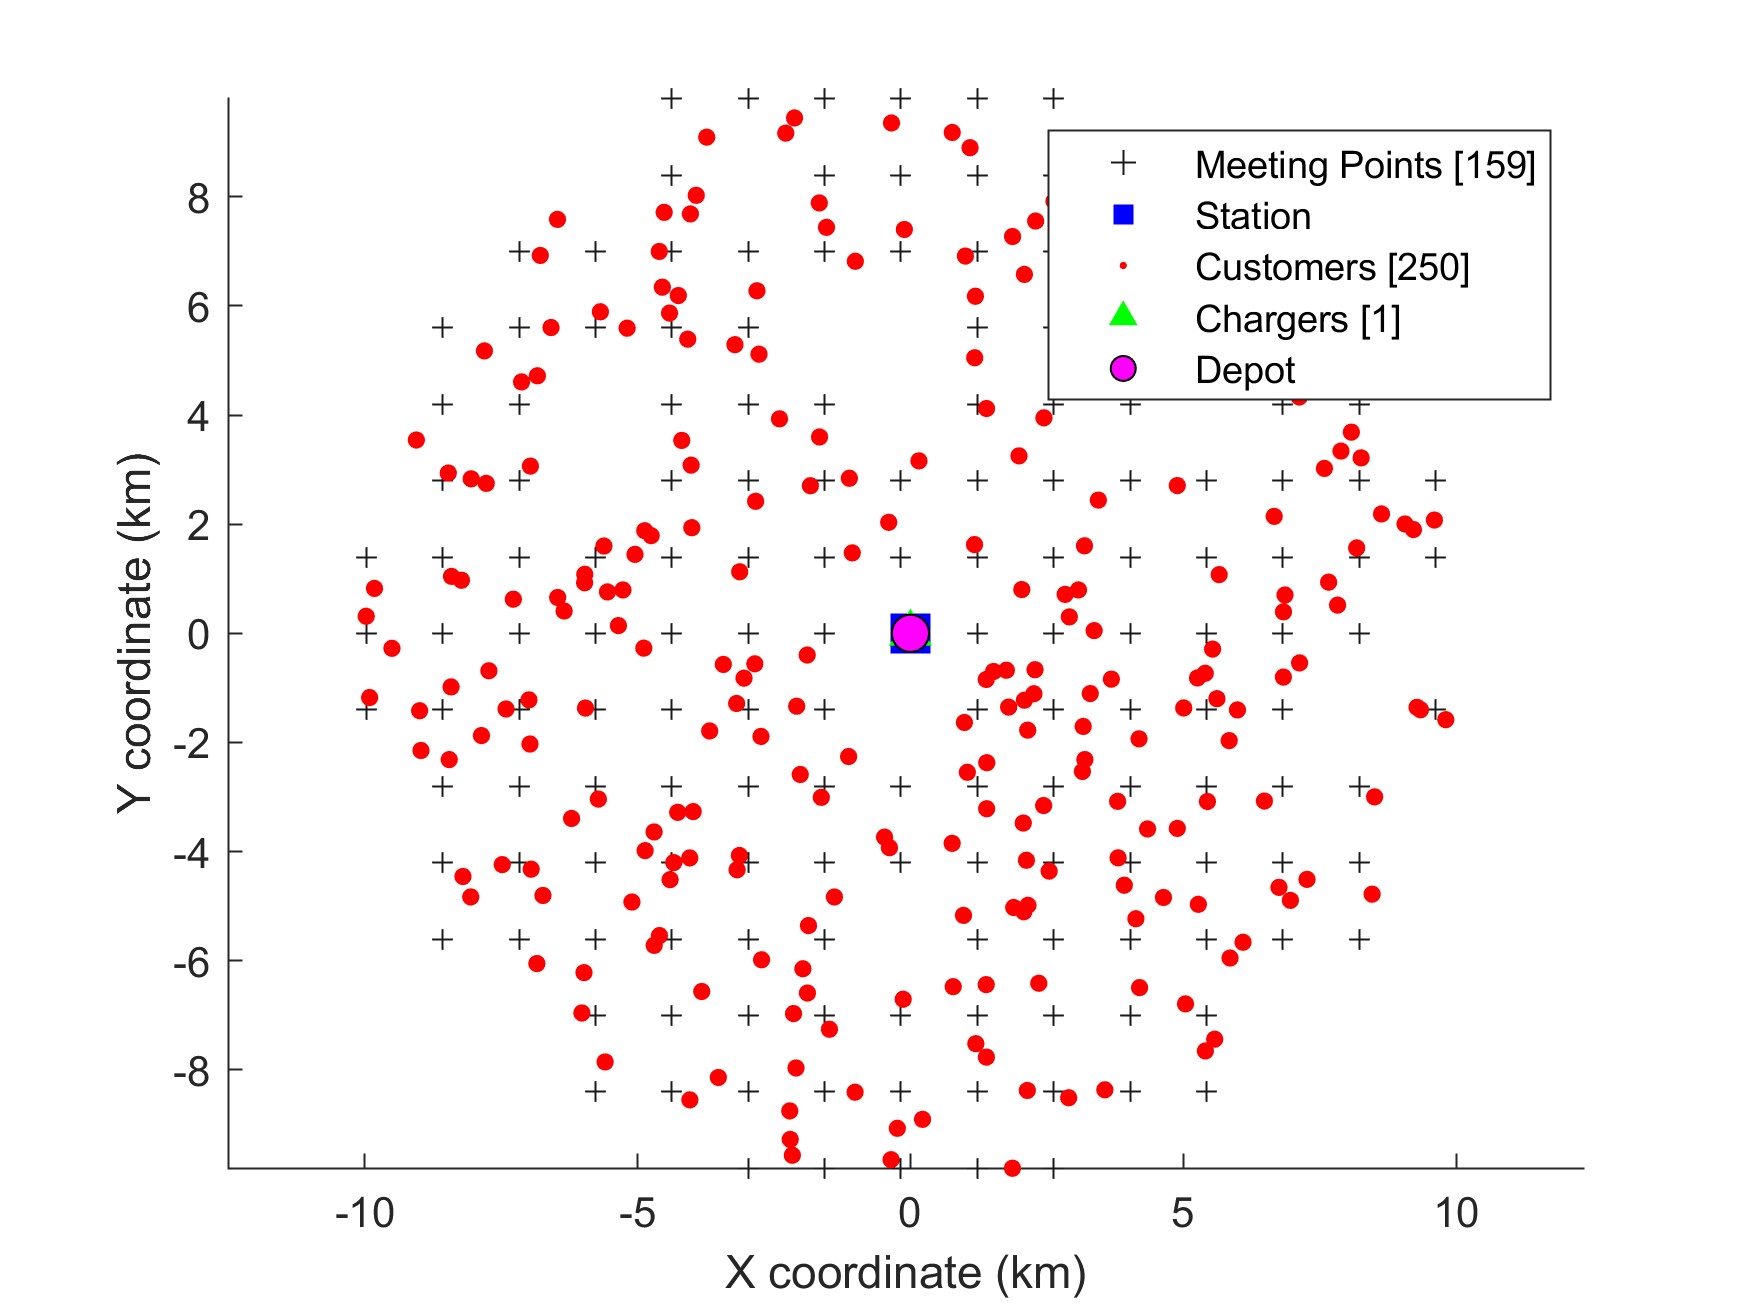 Meeting Points [159]
Station
Customers [250]
Chargers [1]
Depot
8
6
4
2
0
-2
-4
-6
-8
Y coordinate (km)
-10 -5 0 5 10
X coordinate (km)